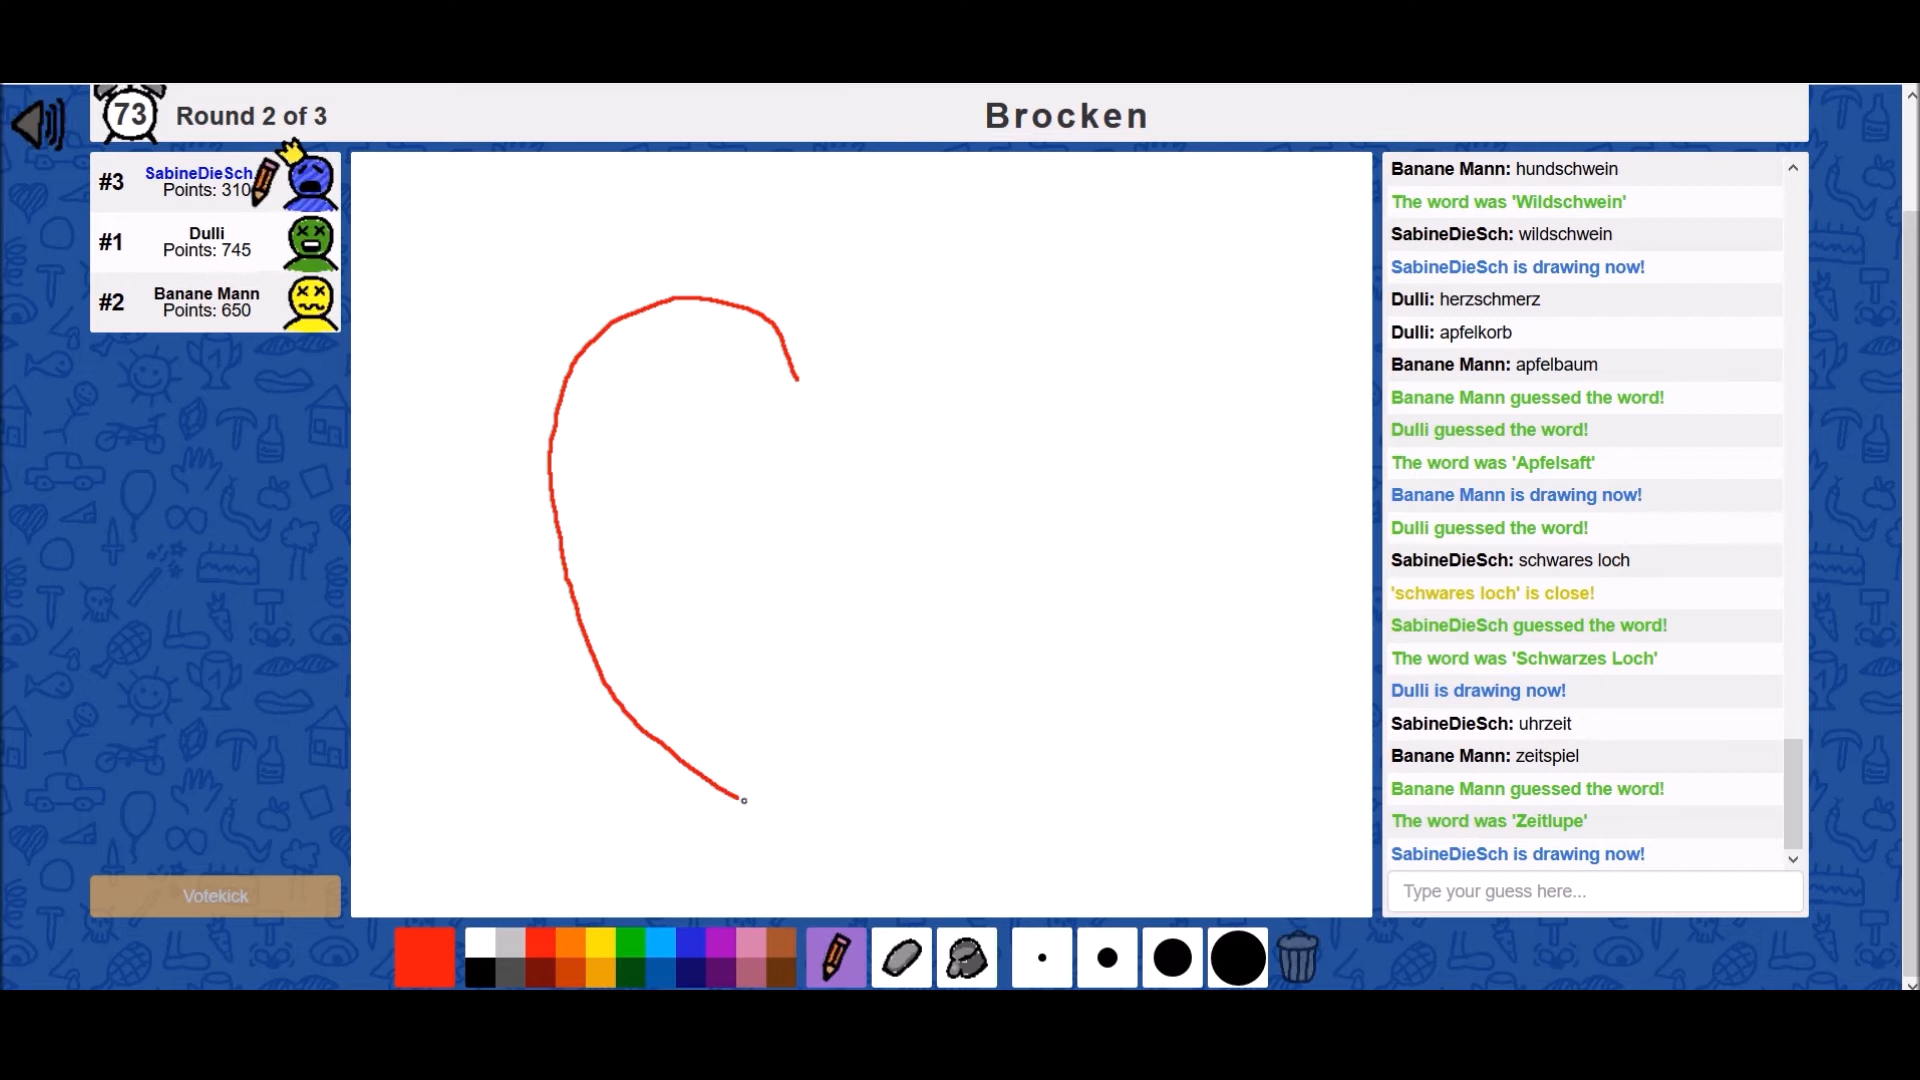 73
Round 2 of 3
Brocken
#3
SabineDieSch
Points: 310
#1
Dulli
Points: 745
#2
Banane Mann
Points: 650
Votekick
Banane Mann: hundschwein
The word was 'Wildschwein'
SabineDieSch: wildschwein
SabineDieSch is drawing now!
Dulli: herzschmerz
Dulli: apfelkorb
Banane Mann: apfelbaum
Banane Mann guessed the word!
Dulli guessed the word!
The word was 'Apfelsaft'
Banane Mann is drawing now!
Dulli guessed the word!
SabineDieSch: schwares loch
'schwares loch' is close!
SabineDieSch guessed the word!
The word was 'Schwarzes Loch'
Dulli is drawing now!
SabineDieSch: uhrzeit
Banane Mann: zeitspiel
Banane Mann guessed the word!
The word was 'Zeitlupe'
SabineDieSch is drawing now!
Type your guess here...